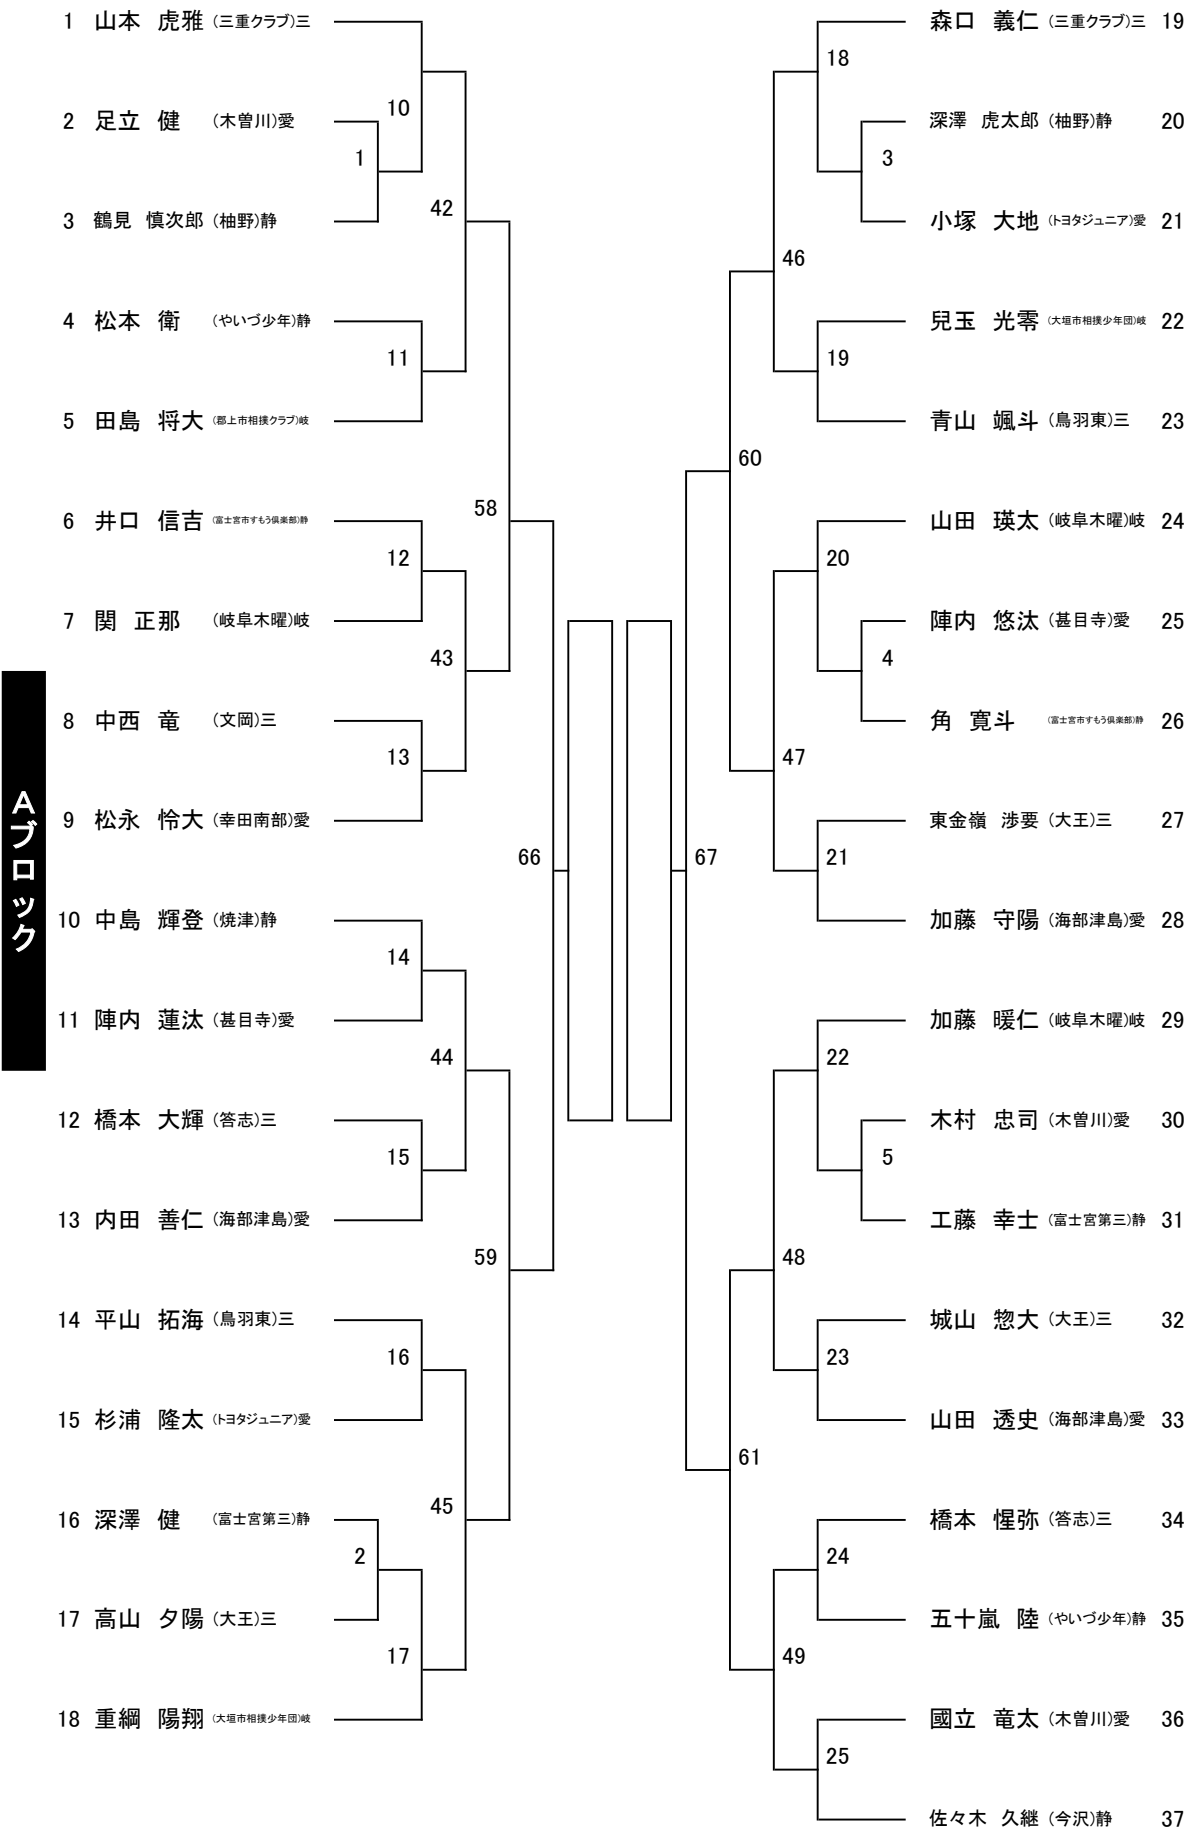 Aブロック
1 山本 虎雅 (三重クラブ)三
10
2 足立 健 (木曽川)愛
1
3 鶴見 慎次郎 (柚野)静
42
4 松本 衛 (やいづ少年)静
11
5 田島 将大 (郡上市相撲クラブ)岐
58
6 井口 信吉 (富士宮市すもう倶楽部)静
12
7 関 正那 (岐阜木曜)岐
43
8 中西 竜 (文岡)三
13
9 松永 怜大 (幸田南部)愛
66
10 中島 輝登 (焼津)静
14
11 陣内 蓮汰 (甚目寺)愛
44
12 橋本 大輝 (答志)三
15
13 内田 善仁 (海部津島)愛
59
14 平山 拓海 (鳥羽東)三
16
15 杉浦 隆太 (トヨタジュニア)愛
45
16 深澤 健 (富士宮第三)静
2
17 高山 夕陽 (大王)三
17
18 重綱 陽翔 (大垣市相撲少年団)岐
森口 義仁 (三重クラブ)三 19
18
深澤 虎太郎 (柚野)静 20
3
小塚 大地 (トヨタジュニア)愛 21
46
兒玉 光零 (大垣市相撲少年団)岐 22
19
青山 颯斗 (鳥羽東)三 23
60
山田 瑛太 (岐阜木曜)岐 24
20
陣内 悠汰 (甚目寺)愛 25
4
角 寛斗 (富士宮市すもう倶楽部)静 26
47
東金嶺 渉要 (大王)三 27
21
67
加藤 守陽 (海部津島)愛 28
加藤 暖仁 (岐阜木曜)岐 29
22
木村 忠司 (木曽川)愛 30
5
工藤 幸士 (富士宮第三)静 31
48
城山 惣大 (大王)三 32
23
山田 透史 (海部津島)愛 33
61
橋本 惺弥 (答志)三 34
24
五十嵐 陸 (やいづ少年)静 35
49
國立 竜太 (木曽川)愛 36
25
佐々木 久継 (今沢)静 37